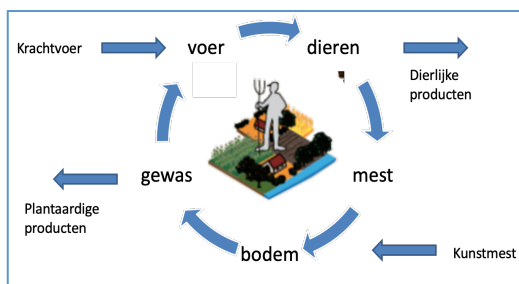 Krachtvoer
voer
dieren
Dierlijke
producten
gewas
mest
Plantaardige
producten
bodem
Kunstmest